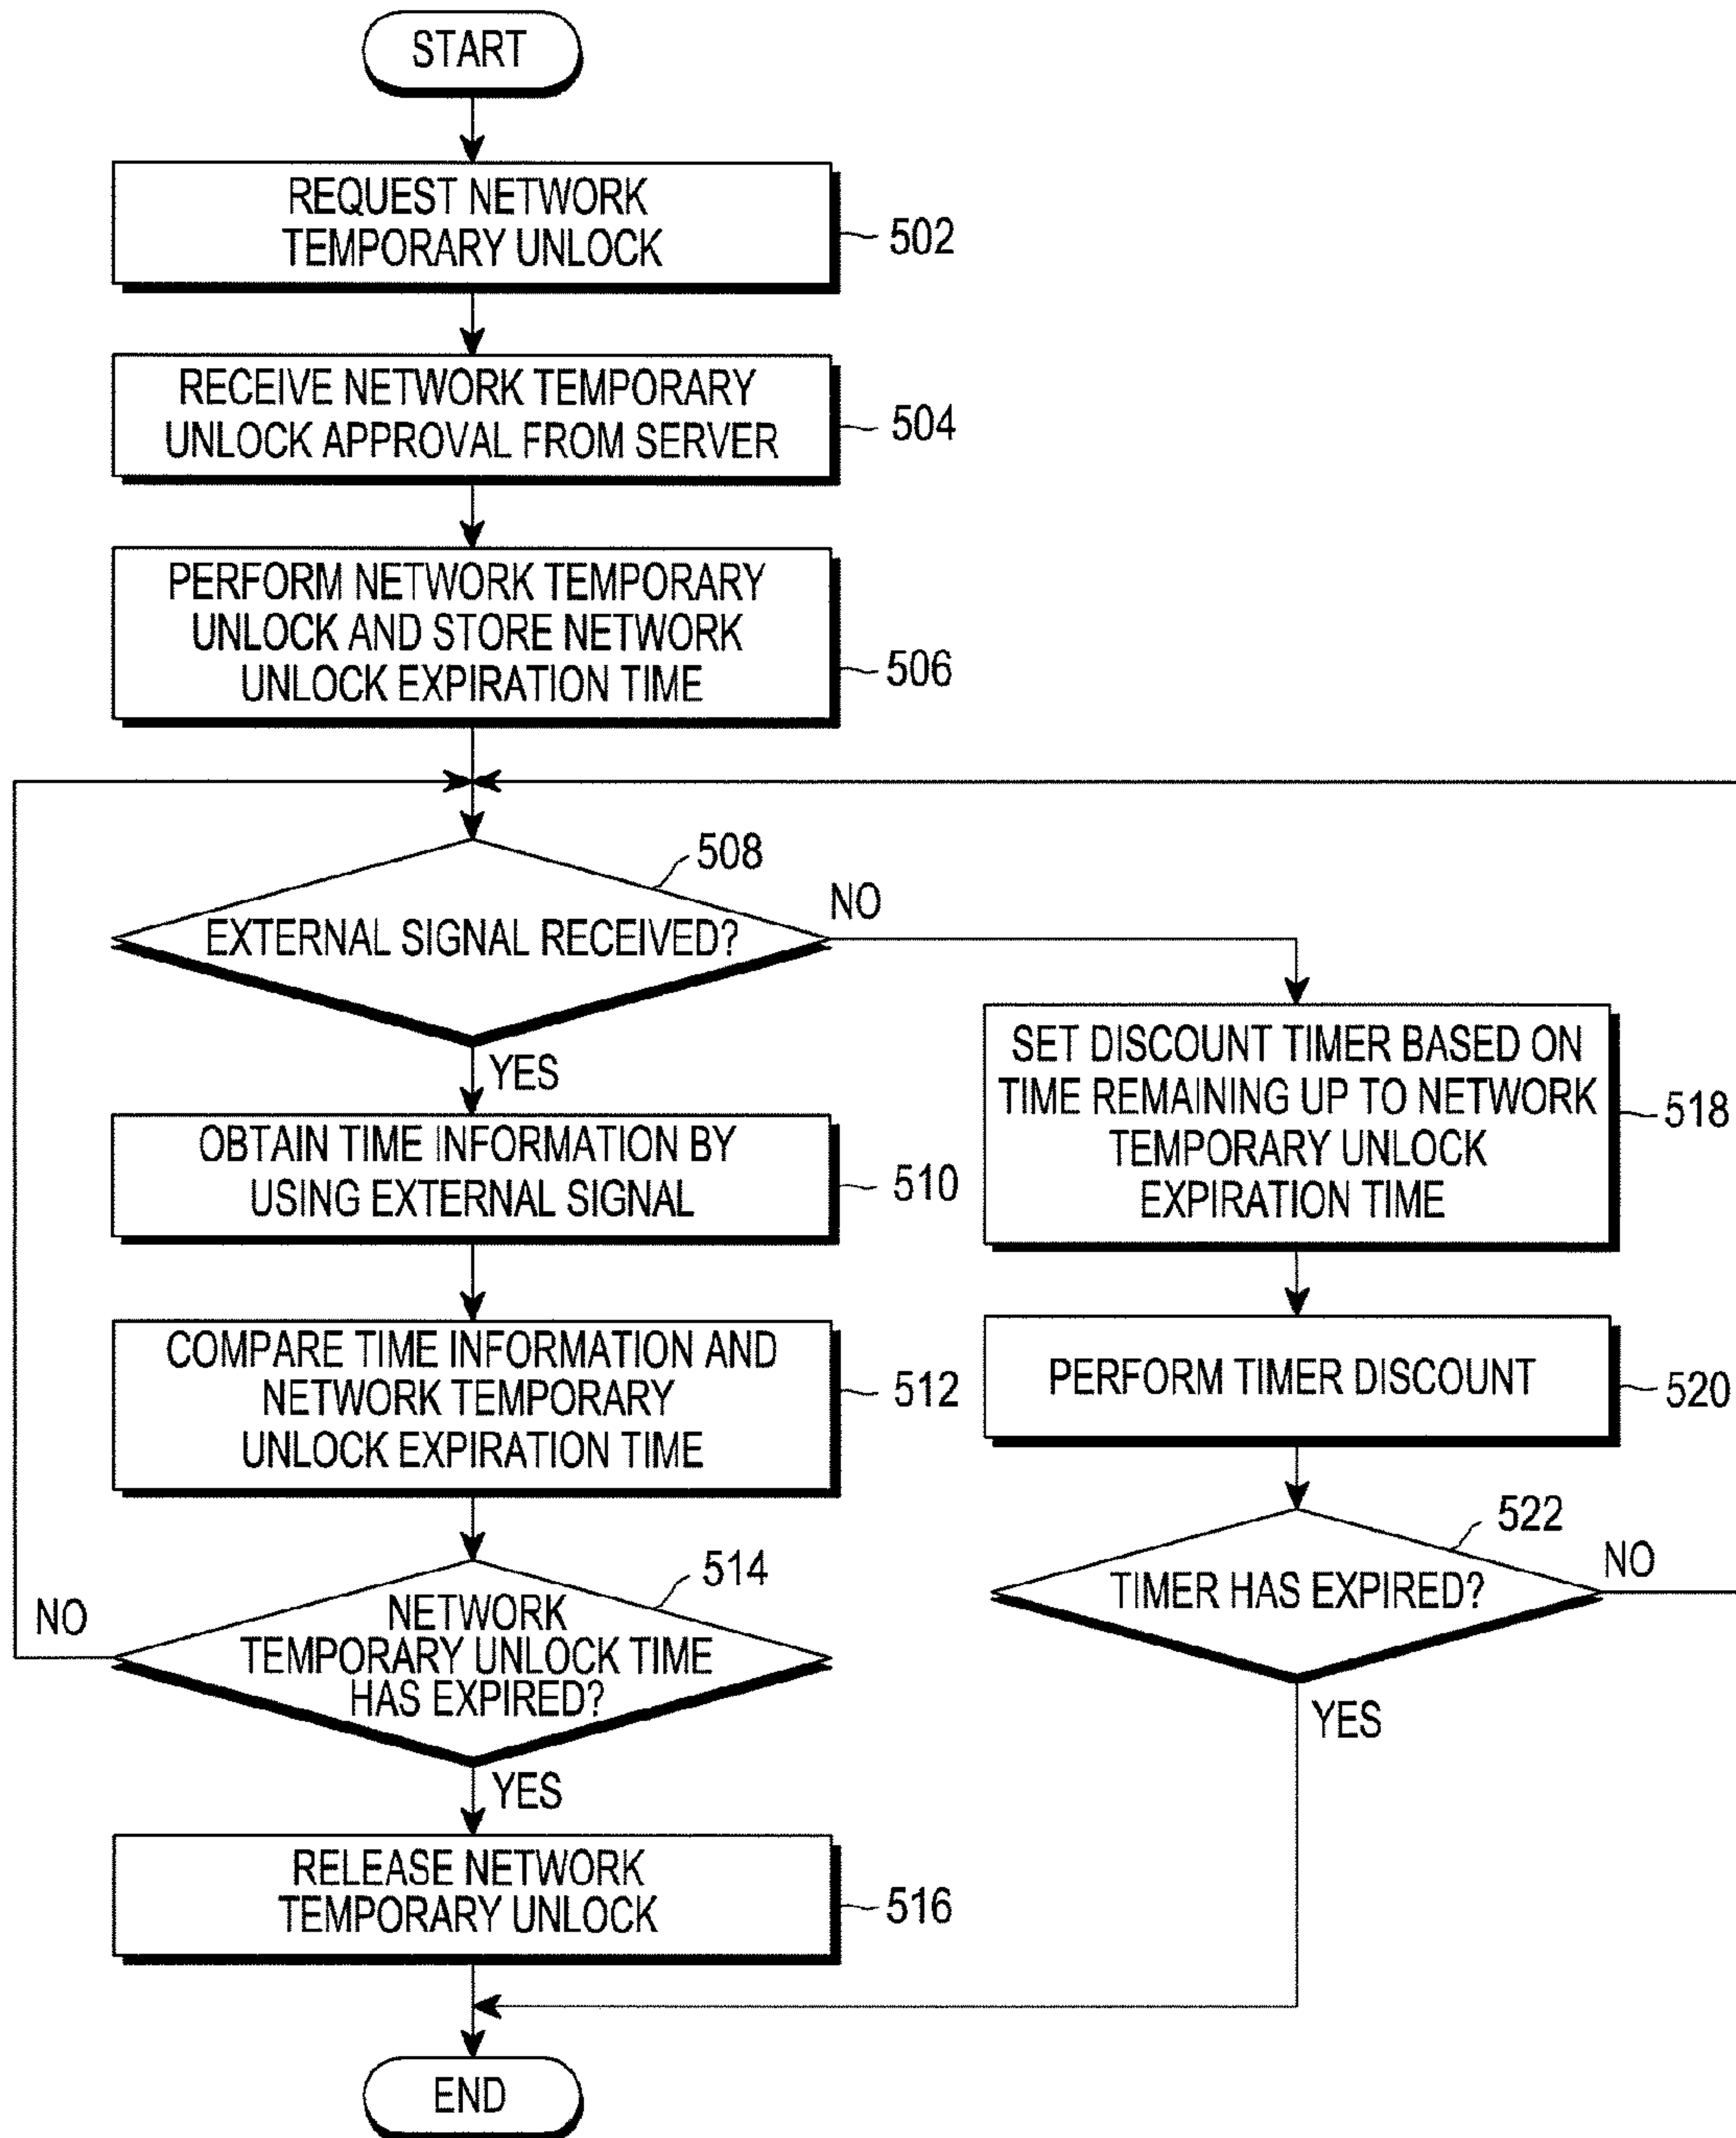 START
REQUEST NETWORK
TEMPORARY UNLOCK
502
RECEIVE NETWORK TEMPORARY
UNLOCK APPROVAL FROM SERVER
504
PERFORM NETWORK TEMPORARY
UNLOCK AND STORE NETWORK
UNLOCK EXPIRATION TIME
506
508
EXTERNAL SIGNAL RECEIVED?
NO
YES
OBTAIN TIME INFORMATION BY
USING EXTERNAL SIGNAL
510
COMPARE TIME INFORMATION AND
NETWORK TEMPORARY
UNLOCK EXPIRATION TIME
512
514
NETWORK
TEMPORARY UNLOCK TIME
HAS EXPIRED?
NO
YES
RELEASE NETWORK
TEMPORARY UNLOCK
516
SET DISCOUNT TIMER BASED ON
TIME REMAINING UP TO NETWORK
TEMPORARY UNLOCK
EXPIRATION TIME
518
PERFORM TIMER DISCOUNT
520
522
TIMER HAS EXPIRED?
NO
YES
END